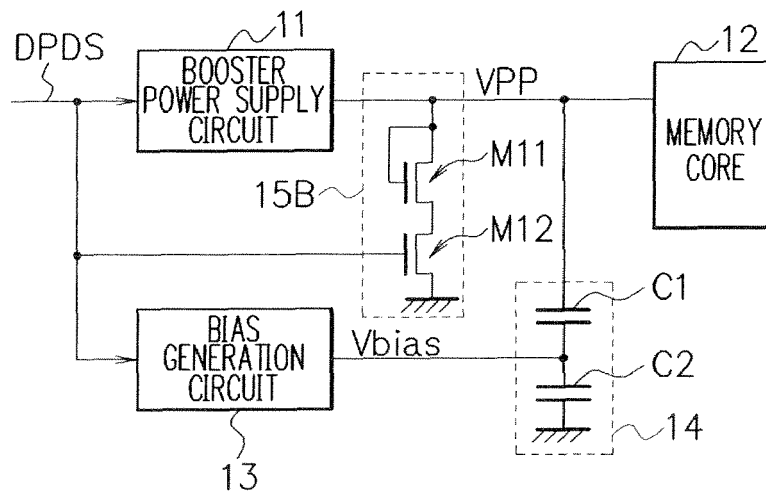 11
DPDS
BOOSTER
POWER SUPPLY
CIRCUIT
VPP
12
MEMORY
CORE
15B
M11
M12
BIAS
GENERATION
CIRCUIT
Vbias
C1
C2
13
14